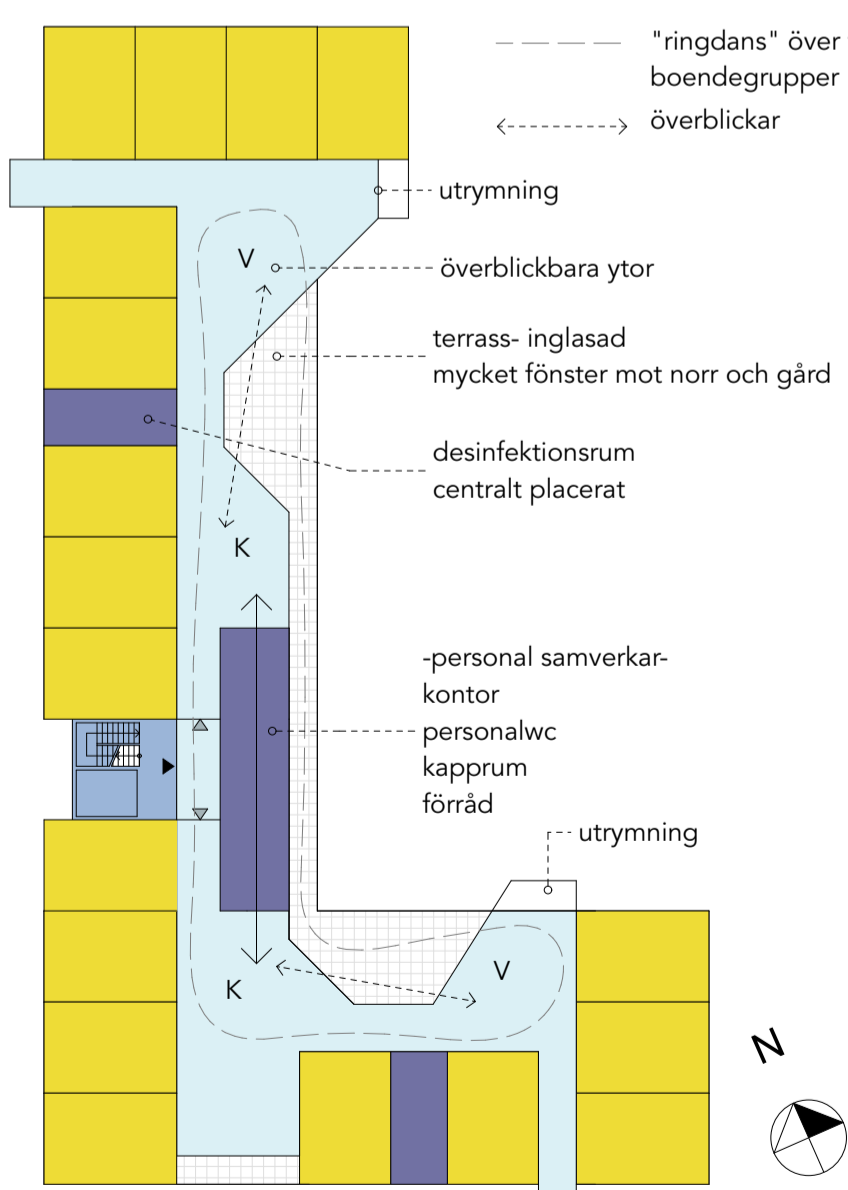 "ringdans" över
boendegrupper
överblickar
utrymning
V
överblickbara ytor
terrass- inglasad
mycket fönster mot norr och gård
desinfektionsrum
centralt placerat
K
-personal samverkar-
kontor
personalwc
kapprum
förråd
utrymning
V
K
N